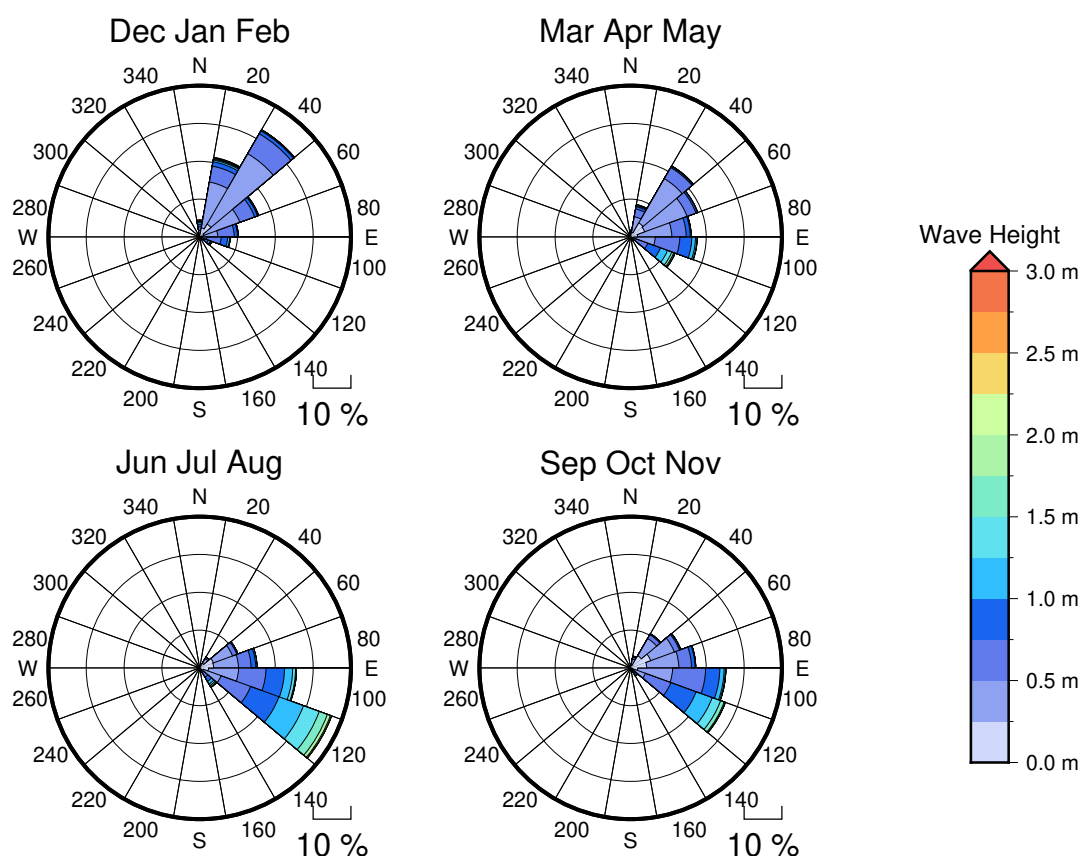 Dec Jan Feb
N
20
40
60
80
E
100
120
140
160
S
200
220
240
260
W
280
300
320
340
10 %
Mar Apr May
N
20
40
60
80
E
100
120
140
160
S
200
220
240
260
W
280
300
320
340
10 %
Jun Jul Aug
N
20
40
60
80
E
100
120
140
160
S
200
220
240
260
W
280
300
320
340
10 %
Sep Oct Nov
N
20
40
60
80
E
100
120
140
160
S
200
220
240
260
W
280
300
320
340
10 %
Wave Height
3.0 m
2.5 m
2.0 m
1.5 m
1.0 m
0.5 m
0.0 m